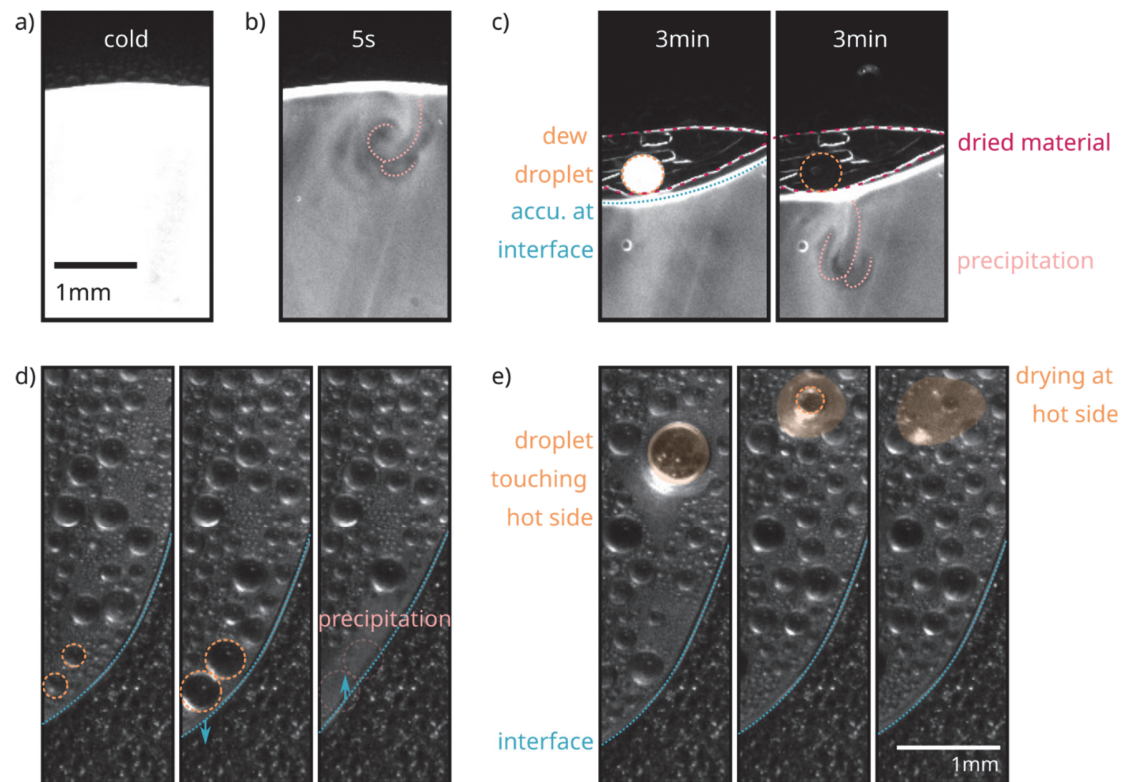 a)
cold
1mm
b)
5s
c)
3min
3min
dew
droplet
accu. at
interface
dried material
precipitation
d)
precipitation
e)
droplet
touching
hot side
interface
drying at
hot side
1mm